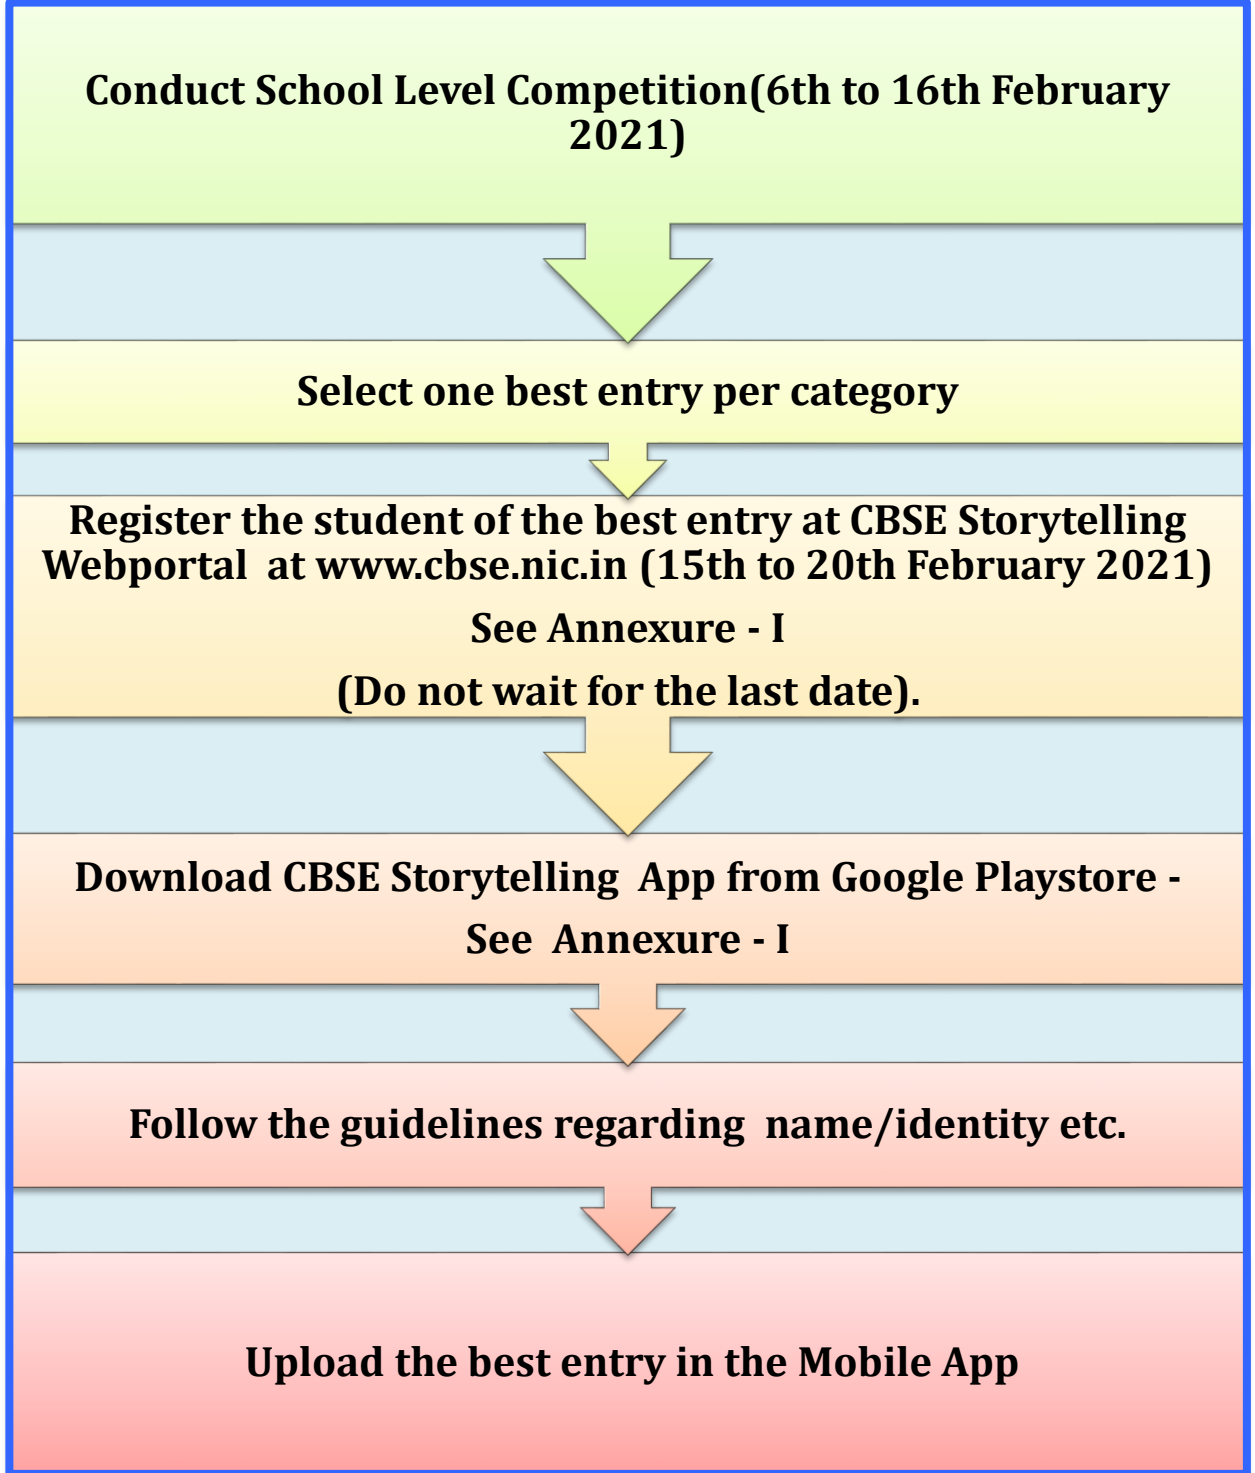 Conduct School Level Competition(6th to 16th February
2021)
Select one best entry per category
Register the student of the best entry at CBSE Storytelling
Webportal at www.cbse.nic.in (15th to 20th February 2021)
See Annexure - I
(Do not wait for the last date).
Download CBSE Storytelling App from Google Playstore -
See Annexure - I
Follow the guidelines regarding name/identity etc.
Upload the best entry in the Mobile App